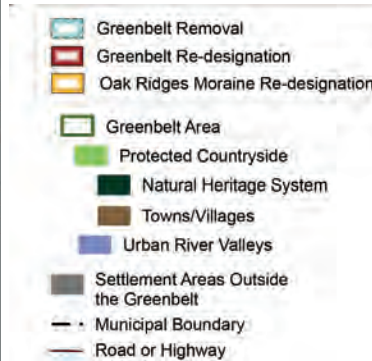 Greenbelt Removal
Greenbelt Re-designation
Oak Ridges Moraine Re-designation
Greenbelt Area
Protected Countryside
Natural Heritage System
Towns/Villages
Urban River Valleys
Settlement Areas Outside
the Greenbelt
Municipal Boundary
Road or Highway